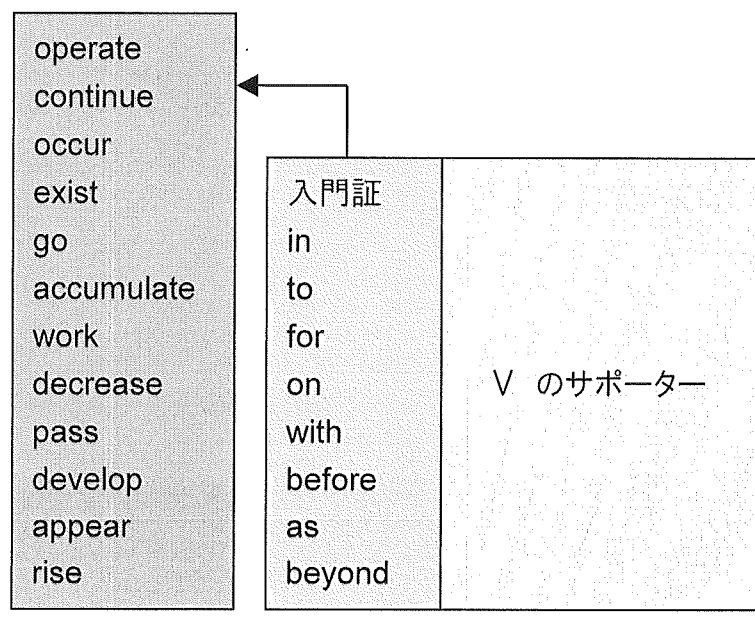 operate
continue
occur
exist
go
accumulate
work
decrease
pass
develop
appear
rise
入門証
in
to
for
on
with
before
as
beyond
V のサポーター